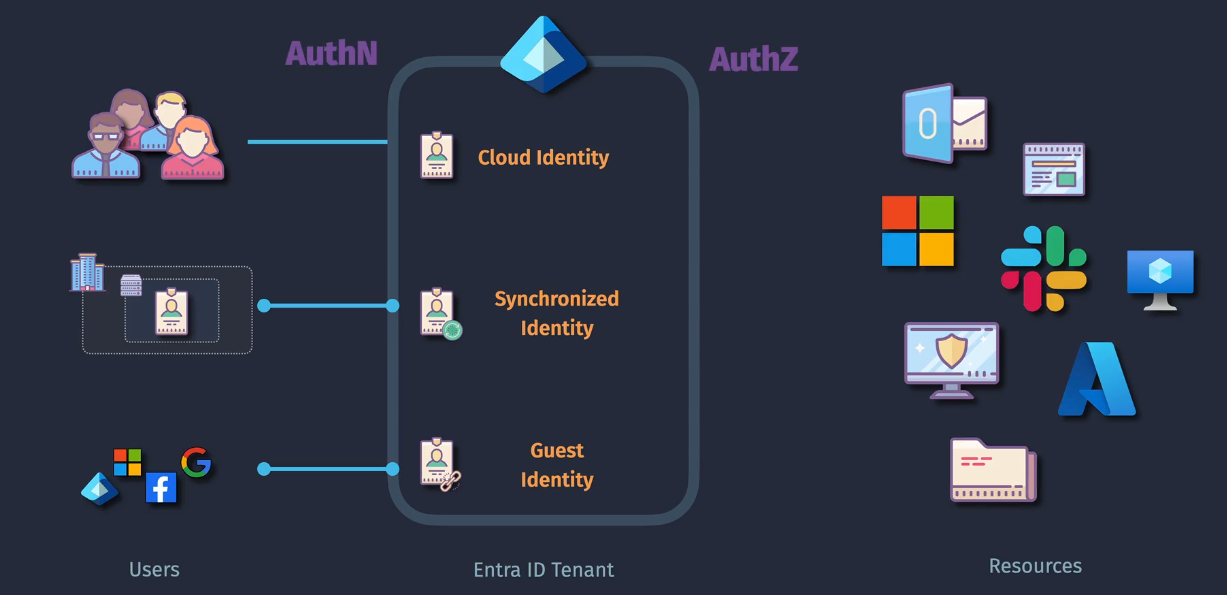 AuthN
AuthZ
Cloud Identity
Synchronized
Identity
Guest
Identity
Users
Entra ID Tenant
Resources